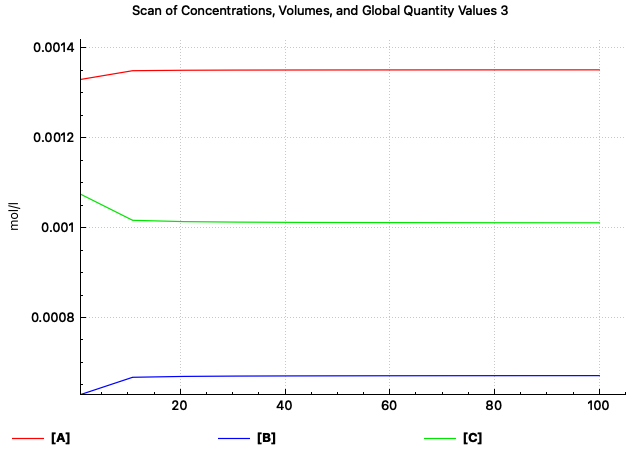 Scan of Concentrations, Volumes, and Global Quantity Values 3
0.0014
0.0012
0.001
0.0008
mol/l
20 40 60 80 100
[A] [B] [C]